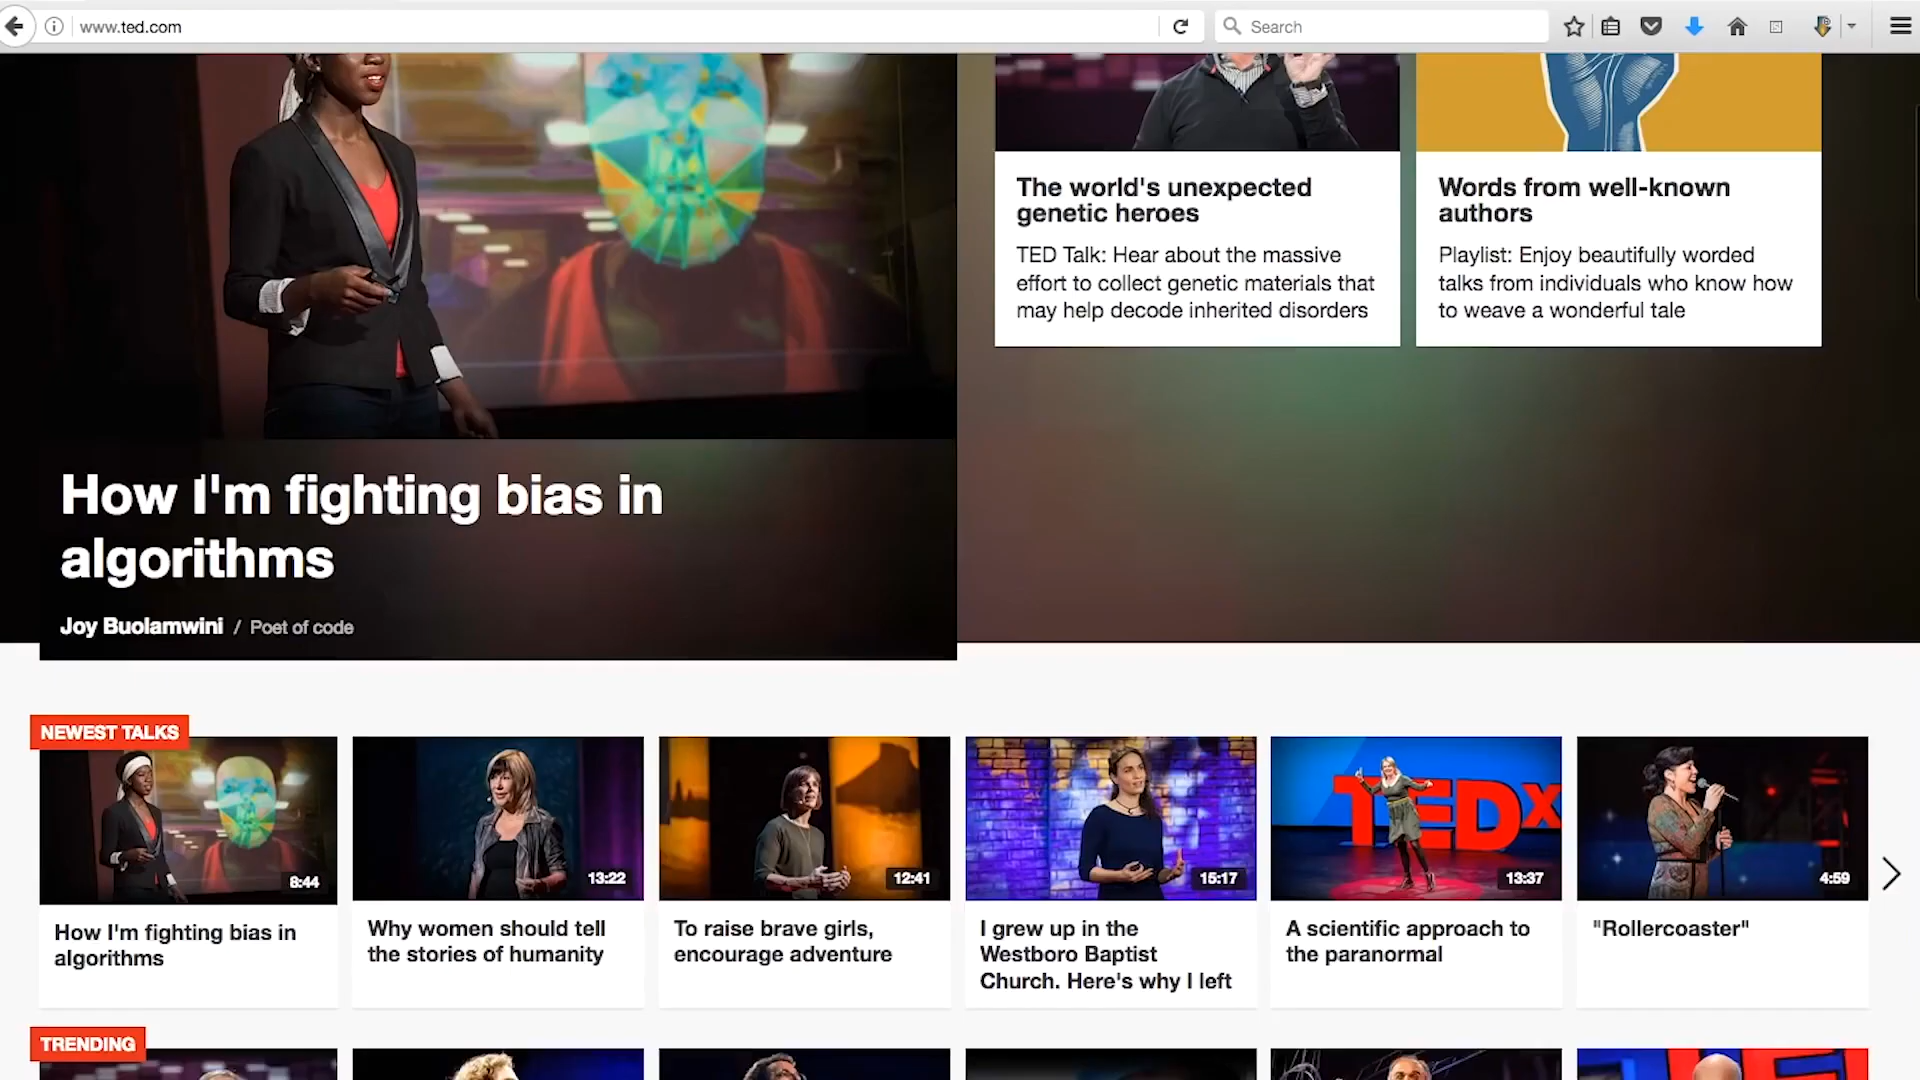 www.ted.com
Search
The world's unexpected
genetic heroes
TED Talk: Hear about the massive
effort to collect genetic materials that
may help decode inherited disorders
Words from well-known
authors
Playlist: Enjoy beautifully worded
talks from individuals who know how
to weave a wonderful tale
How I'm fighting bias in
algorithms
Joy Buolamwini / Poet of code
NEWEST TALKS
8:44
How I'm fighting bias in
algorithms
13:22
Why women should tell
the stories of humanity
12:41
To raise brave girls,
encourage adventure
15:17
I grew up in the
Westboro Baptist
Church. Here's why I left
TEDx
13:37
A scientific approach to
the paranormal
4:59
"Rollercoaster"
TRENDING